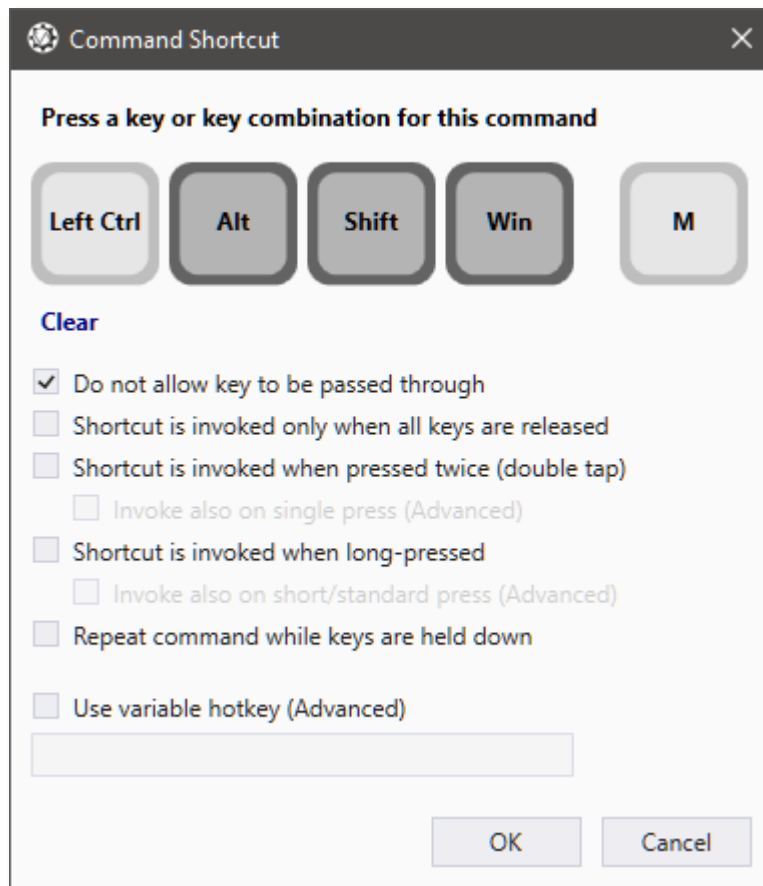 Command Shortcut
Press a key or key combination for this command
Left Ctrl Alt Shift Win M
Clear
Do not allow key to be passed through
Shortcut is invoked only when all keys are released
Shortcut is invoked when pressed twice (double tap)
Invoke also on single press (Advanced)
Shortcut is invoked when long-pressed
Invoke also on short/standard press (Advanced)
Repeat command while keys are held down
Use variable hotkey (Advanced)
OK Cancel